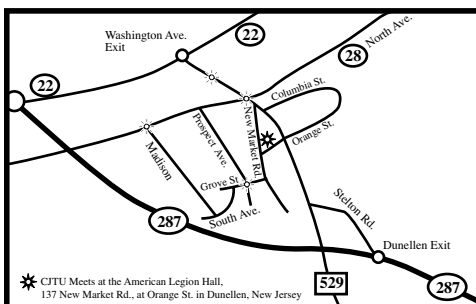 Washington Ave.
Exit
22
28
North Ave.
22
Columbia St.
New Market Rd.
Orange St.
Prospect Ave.
Madison
Grove St.
South Ave.
Stelton Rd.
287
Dunellen Exit
529
287
CJTU Meets at the American Legion Hall,
137 New Market Rd., at Orange St. in Dunellen, New Jersey